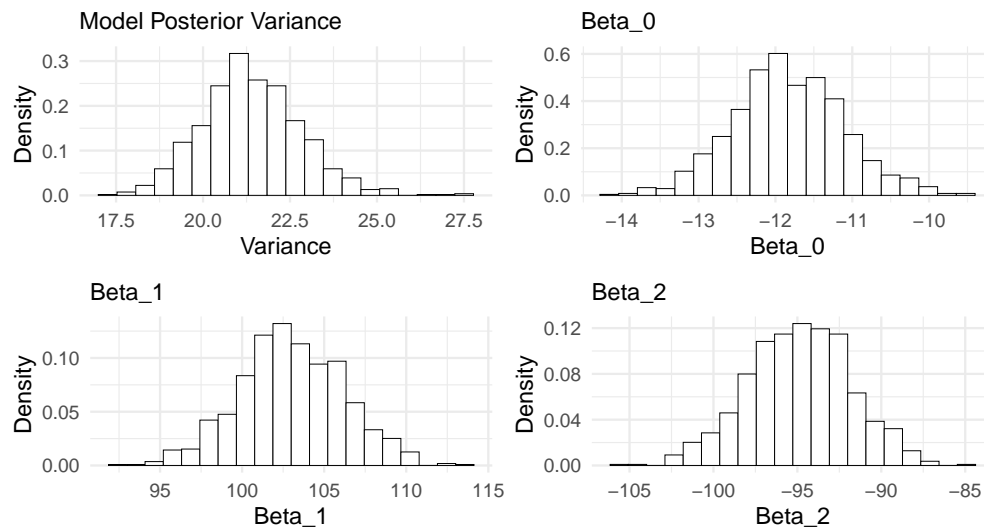 Model Posterior Variance
Density
0.3
0.2
0.1
0.0
17.5 20.0 22.5 25.0 27.5
Variance
Beta_0
Density
0.6
0.4
0.2
0.0
−14 −13 −12 −11 −10
Beta_0
Beta_1
Density
0.10
0.05
0.00
95 100 105 110 115
Beta_1
Beta_2
Density
0.12
0.08
0.04
0.00
−105 −100 −95 −90 −85
Beta_2